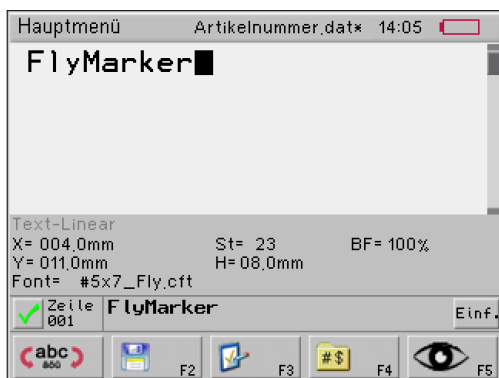 Hauptmenü Artikelnummer.dat* 14:05
FlyMarker
Text-Linear
X= 004.0mm St= 23 BF= 100%
Y= 011.0mm H= 08.0mm
Font= #5x7_Fly.cft
Zeile 001 FlyMarker Einf.
abc F2 F3 #$ F4 F5